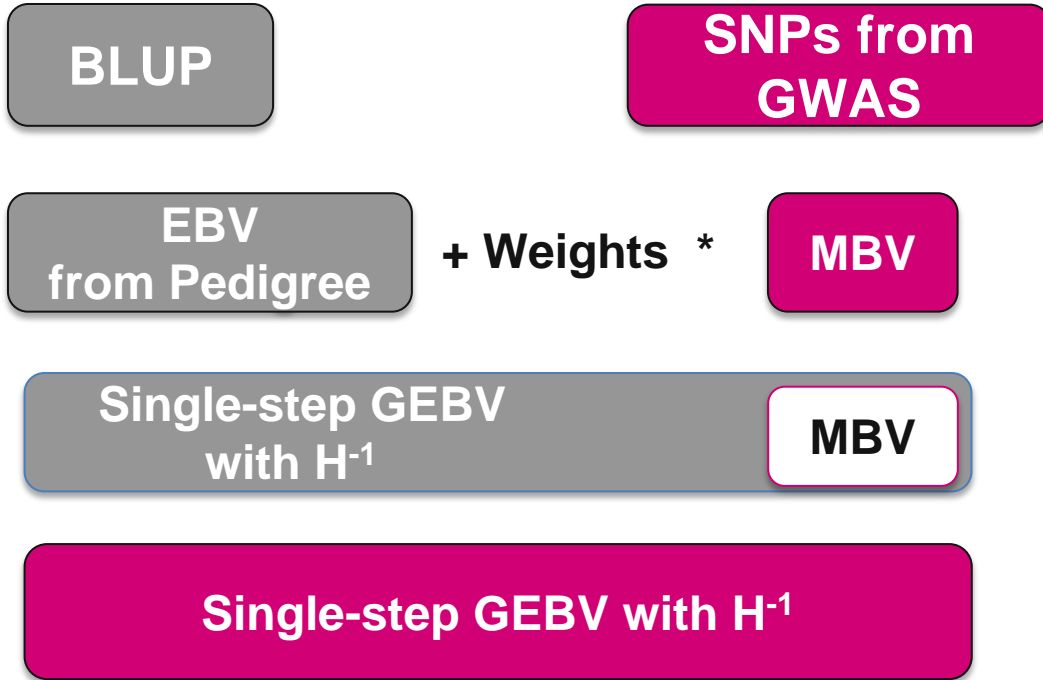 BLUP
SNPs from
GWAS
EBV
from Pedigree
+ Weights *
MBV
Single-step GEBV
with H⁻¹
MBV
Single-step GEBV with H⁻¹